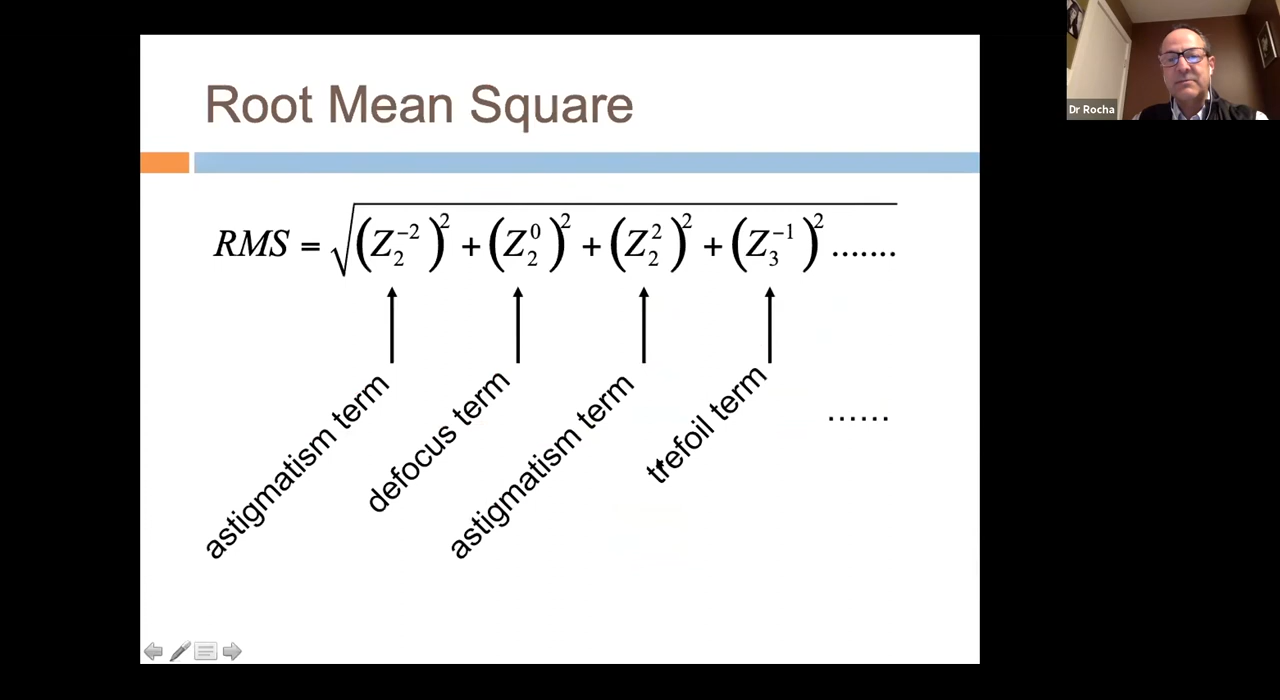 Root Mean Square
RMS = √(Z₂⁻²)² + (Z₂⁰)² + (Z₂²)² + (Z₃⁻¹)² .......
astigmatism term
defocus term
astigmatism term
trefoil term
......
Dr Rocha